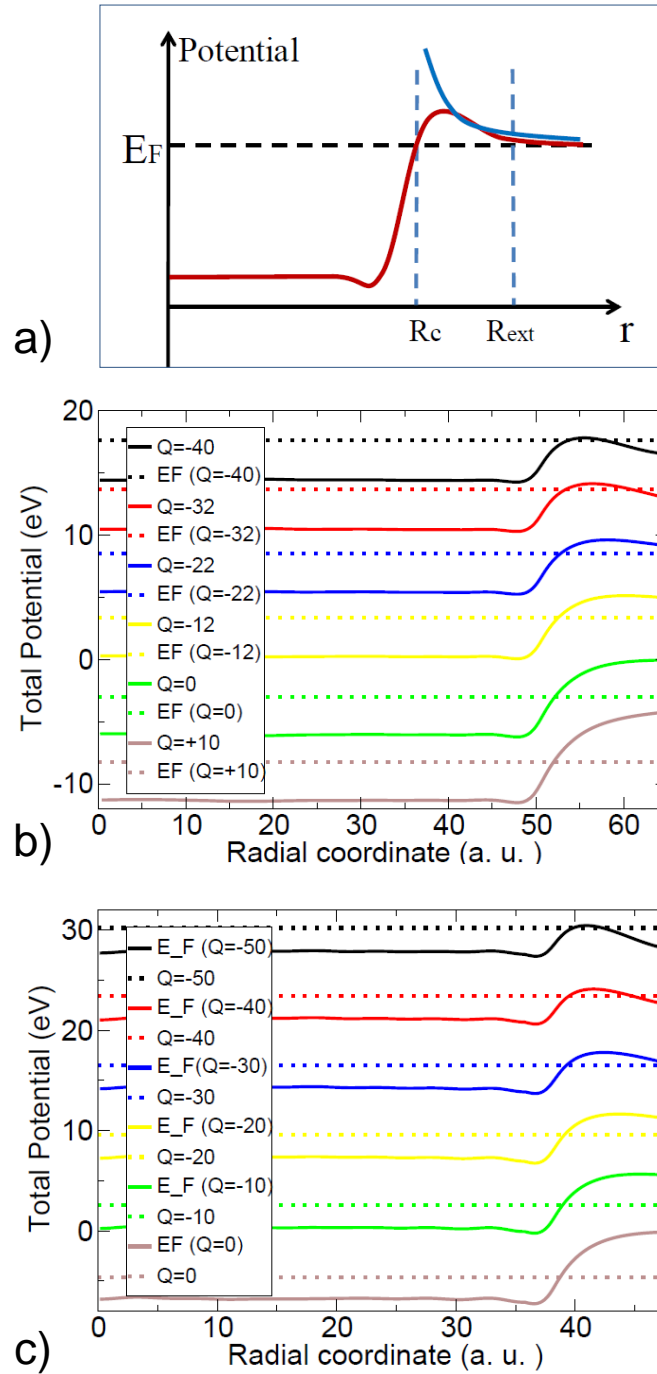 Potential
EF
Rc
Rext
r
a)
20
10
0
-10
Total Potential (eV)
Q=-40
EF (Q=-40)
Q=-32
EF (Q=-32)
Q=-22
EF (Q=-22)
Q=-12
EF (Q=-12)
Q=0
EF (Q=0)
Q=+10
EF (Q=+10)
0 10 20 30 40 50 60
Radial coordinate (a. u. )
b)
30
20
10
0
Total Potential (eV)
E_F (Q=-50)
Q=-50
E_F (Q=-40)
Q=-40
E_F(Q=-30)
Q=-30
E_F (Q=-20)
Q=-20
E_F (Q=-10)
Q=-10
EF (Q=0)
Q=0
0 10 20 30 40
Radial coordinate (a. u. )
c)